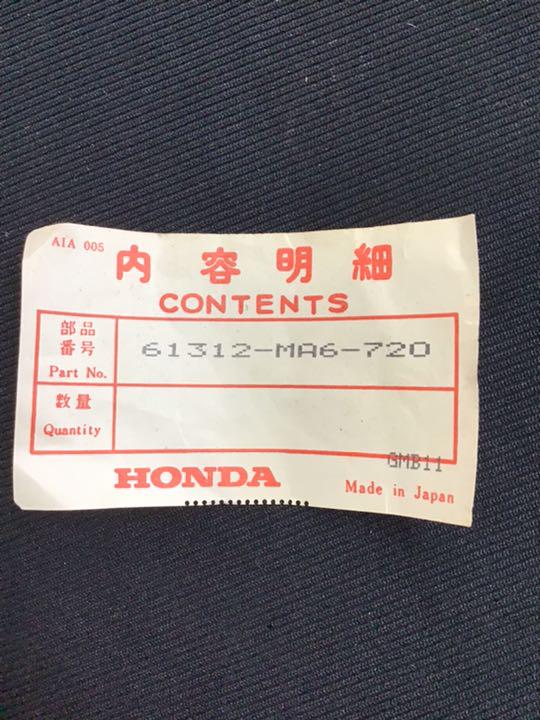 AIA 005
内容明細
CONTENTS
部品
番号
Part No.
61312-MA6-720
数量
Quantity
GMB11
HONDA
Made in Japan